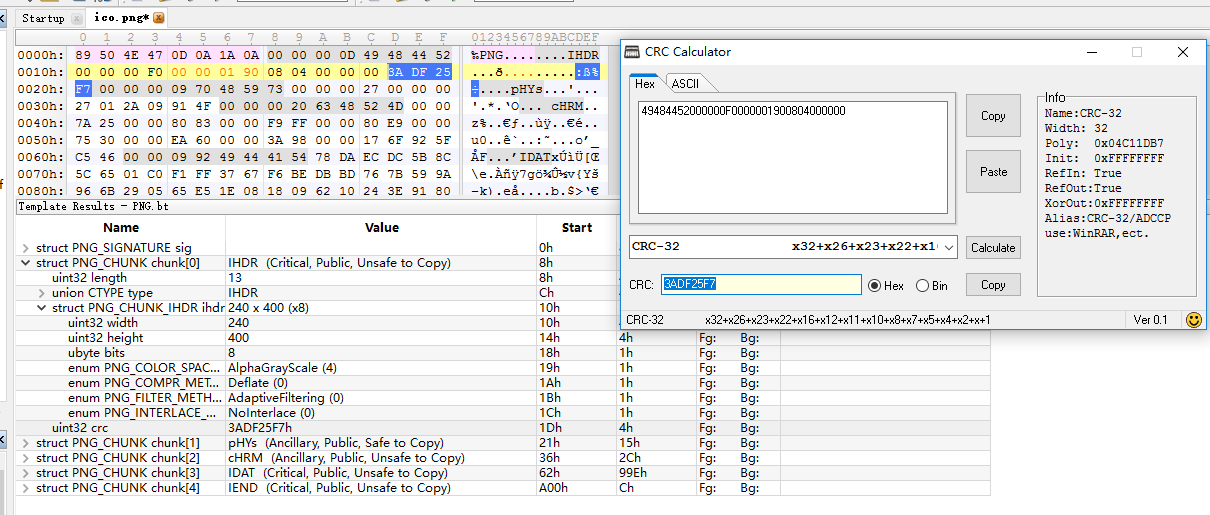 Startup ico.png*
0 1 2 3 4 5 6 7 8 9 A B C D E F 0123456789ABCDEF
0000h: 89 50 4E 47 0D 0A 1A 0A 00 00 00 0D 49 48 44 52 ‰PNG........IHDR
0010h: 00 00 00 F0 00 00 01 90 08 04 00 00 00 3A DF 25 ...ð.........:ß%
0020h: F7 00 00 00 09 70 48 59 73 00 00 00 27 00 00 00 ÷....pHYs...'...
0030h: 27 01 2A 09 91 4F 00 00 00 20 63 48 52 4D 00 00 '.*.‘O... cHRM..
0040h: 7A 25 00 00 80 83 00 00 F9 FF 00 00 80 E9 00 00 z%..€ƒ..ùÿ..€é..
0050h: 75 30 00 00 EA 60 00 00 3A 98 00 00 17 6F 92 5F u0..ê`..:˜...o’_
0060h: C5 46 00 00 09 92 49 44 41 54 78 DA EC DC 5B 8C ÅF...’IDATxÚìÜ[Œ
0070h: 5C 65 01 C0 F1 FF 37 67 F6 BE DB BD 76 7B 59 9A \e.Àñÿ7gö¾Û½v{Yš
0080h: 96 6B 29 05 65 E5 1E 08 18 09 62 10 24 3E 91 80 –k).eå....b.$>‘€
Template Results - PNG.bt
Name Value Start
struct PNG_SIGNATURE sig 0h
struct PNG_CHUNK chunk[0] IHDR (Critical, Public, Unsafe to Copy) 8h
uint32 length 13 8h
union CTYPE type IHDR Ch
struct PNG_CHUNK_IHDR ihdr 240 x 400 (x8) 10h
uint32 width 240 10h
uint32 height 400 14h 4h Fg: Bg:
ubyte bits 8 18h 1h Fg: Bg:
enum PNG_COLOR_SPAC... AlphaGrayScale (4) 19h 1h Fg: Bg:
enum PNG_COMPR_MET... Deflate (0) 1Ah 1h Fg: Bg:
enum PNG_FILTER_METH... AdaptiveFiltering (0) 1Bh 1h Fg: Bg:
enum PNG_INTERLACE_... NoInterlace (0) 1Ch 1h Fg: Bg:
uint32 crc 3ADF25F7h 1Dh 4h Fg: Bg:
struct PNG_CHUNK chunk[1] pHYs (Ancillary, Public, Safe to Copy) 21h 15h Fg: Bg:
struct PNG_CHUNK chunk[2] cHRM (Ancillary, Public, Unsafe to Copy) 36h 2Ch Fg: Bg:
struct PNG_CHUNK chunk[3] IDAT (Critical, Public, Unsafe to Copy) 62h 99Eh Fg: Bg:
struct PNG_CHUNK chunk[4] IEND (Critical, Public, Unsafe to Copy) A00h Ch Fg: Bg:
CRC Calculator
Hex ASCII
49484452000000F0000001900804000000
Copy
Paste
CRC-32 x32+x26+x23+x22+x1
Calculate
CRC: 3ADF25F7 Hex Bin Copy
Info
Name:CRC-32
Width: 32
Poly: 0x04C11DB7
Init: 0xFFFFFFFF
RefIn: True
RefOut:True
XorOut:0xFFFFFFFF
Alias:CRC-32/ADCCP
use:WinRAR,ect.
CRC-32 x32+x26+x23+x22+x16+x12+x11+x10+x8+x7+x5+x4+x2+x+1 Ver 0.1